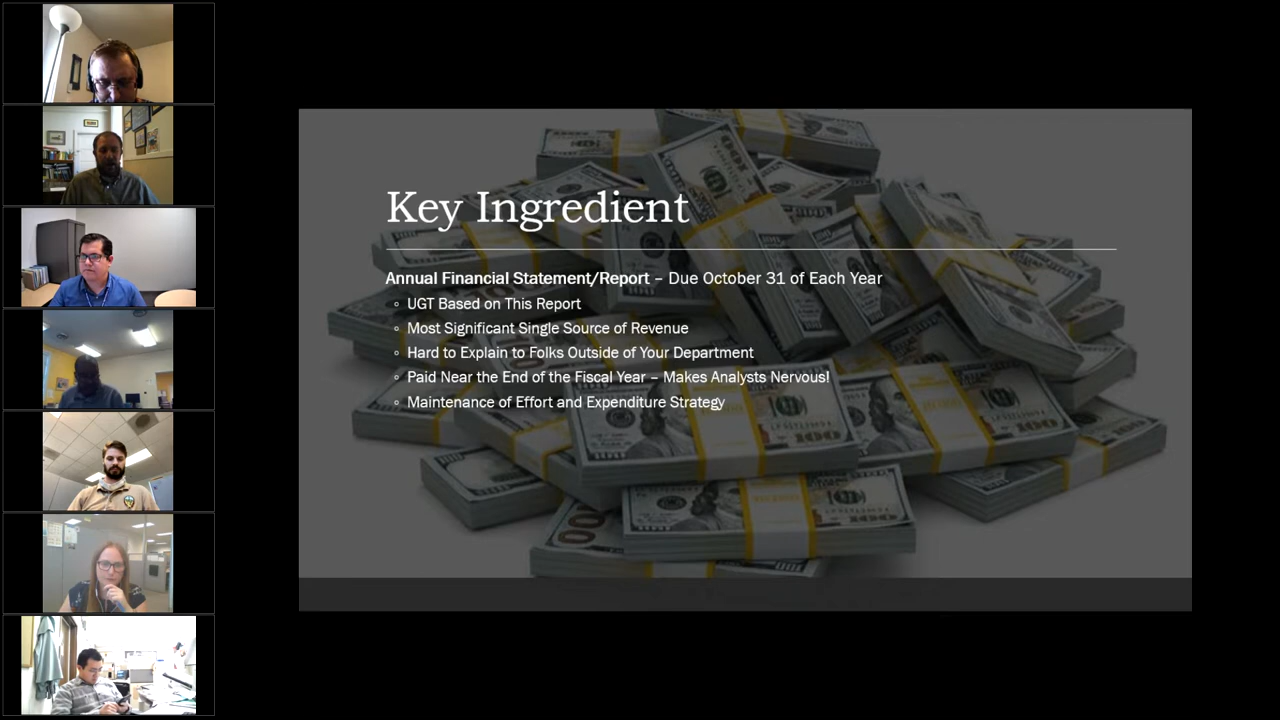 Key Ingredient
Annual Financial Statement/Report – Due October 31 of Each Year
UGT Based on This Report
Most Significant Single Source of Revenue
Hard to Explain to Folks Outside of Your Department
Paid Near the End of the Fiscal Year – Makes Analysts Nervous!
Maintenance of Effort and Expenditure Strategy